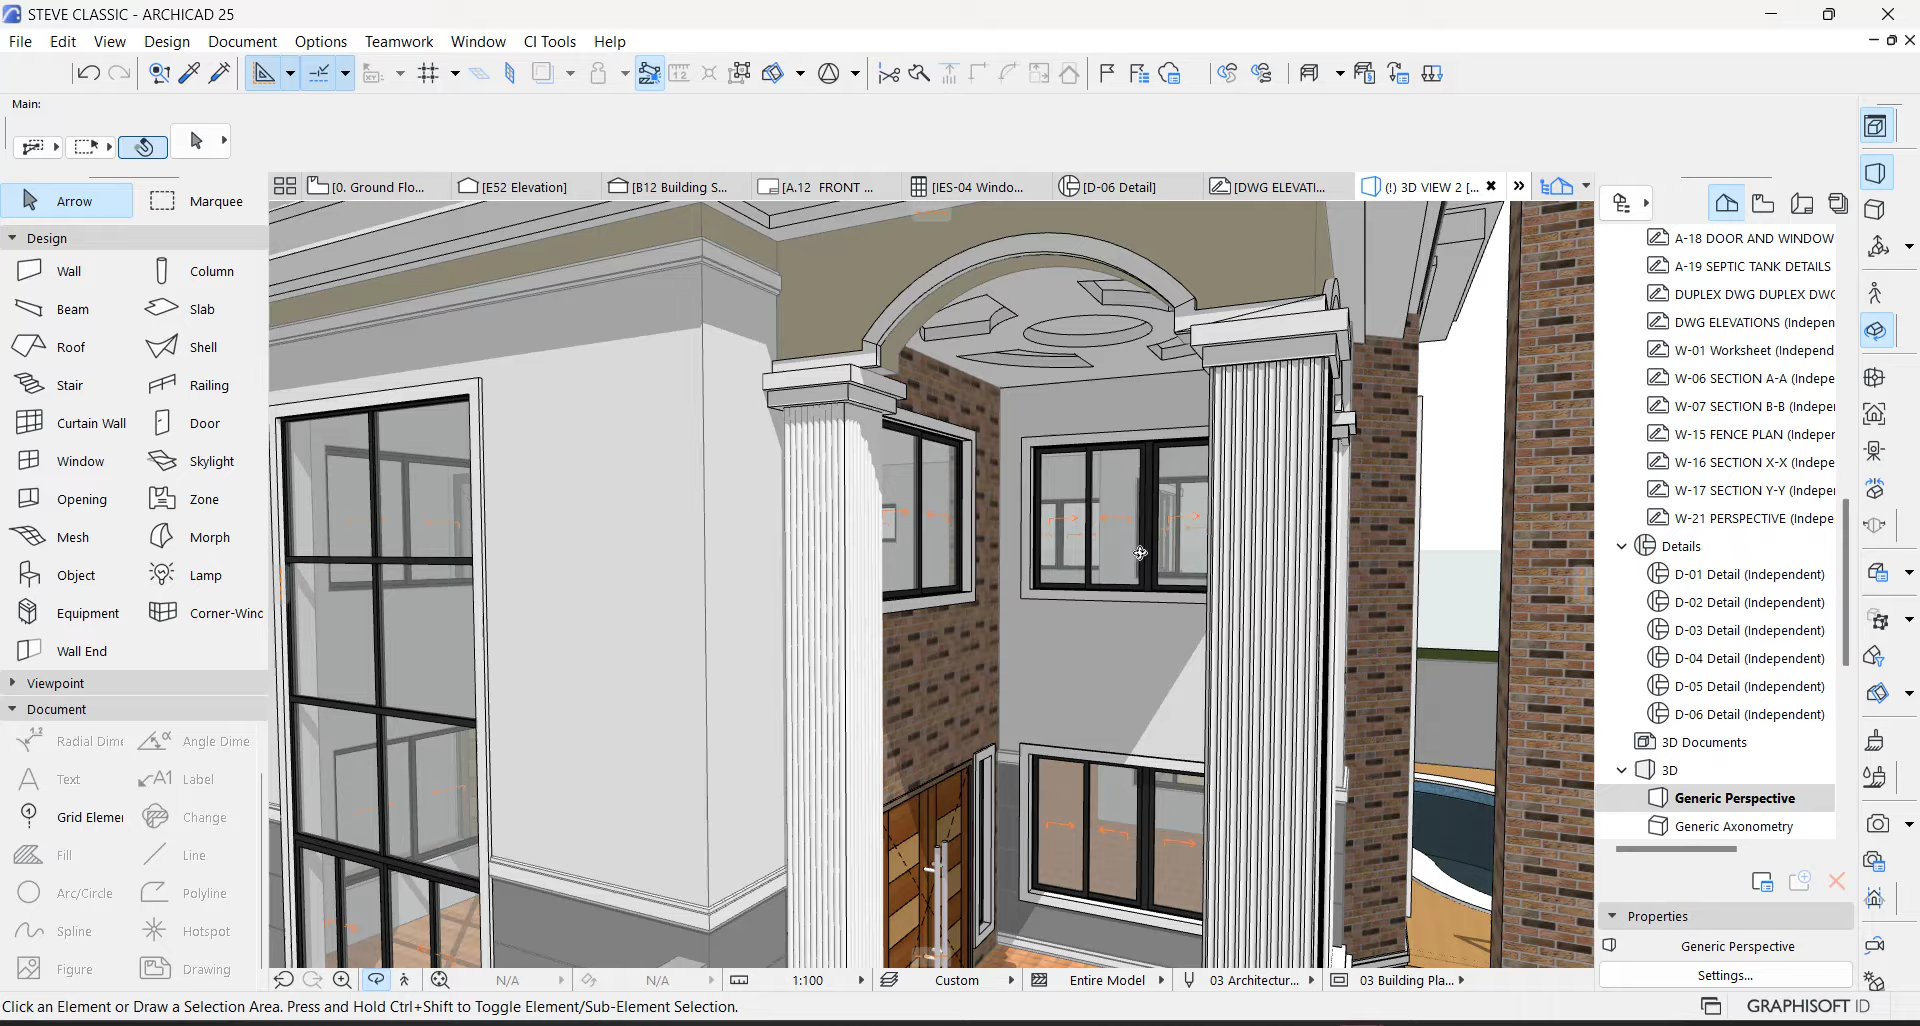 STEVE CLASSIC - ARCHICAD 25
File Edit View Design Document Options Teamwork Window CI Tools Help
Main:
[0. Ground Flo... [E52 Elevation] [B12 Building S... [A.12 FRONT ... [IES-04 Windo... [D-06 Detail] [DWG ELEVATI... (!) 3D VIEW 2 [...
Arrow Marquee
Design
Wall Column
Beam Slab
Roof Shell
Stair Railing
Curtain Wall Door
Window Skylight
Opening Zone
Mesh Morph
Object Lamp
Equipment Corner-Winc
Wall End
Viewpoint
Document
Radial Dime Angle Dime
Text Label
Grid Elemer Change
Fill Line
Arc/Circle Polyline
Spline Hotspot
Figure Drawing
A-18 DOOR AND WINDOW
A-19 SEPTIC TANK DETAILS
DUPLEX DWG DUPLEX DWG
DWG ELEVATIONS (Indepen
W-01 Worksheet (Independ
W-06 SECTION A-A (Indepe
W-07 SECTION B-B (Indepe
W-15 FENCE PLAN (Indeper
W-16 SECTION X-X (Indepe
W-17 SECTION Y-Y (Indeper
W-21 PERSPECTIVE (Indepe
Details
D-01 Detail (Independent)
D-02 Detail (Independent)
D-03 Detail (Independent)
D-04 Detail (Independent)
D-05 Detail (Independent)
D-06 Detail (Independent)
3D Documents
3D
Generic Perspective
Generic Axonometry
Properties
Generic Perspective
Settings...
N/A N/A 1:100 Custom Entire Model 03 Architectur... 03 Building Pla...
Click an Element or Draw a Selection Area. Press and Hold Ctrl+Shift to Toggle Element/Sub-Element Selection.
GRAPHISOFT ID